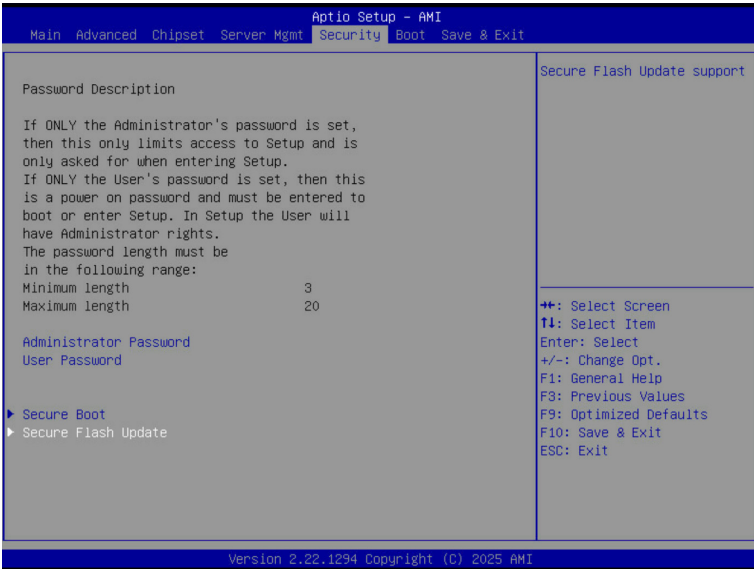 Aptio Setup – AMI
Main Advanced Chipset Server Mgmt Security Boot Save & Exit
Password Description
If ONLY the Administrator's password is set,
then this only limits access to Setup and is
only asked for when entering Setup.
If ONLY the User's password is set, then this
is a power on password and must be entered to
boot or enter Setup. In Setup the User will
have Administrator rights.
The password length must be
in the following range:
Minimum length 3
Maximum length 20
Administrator Password
User Password
Secure Boot
Secure Flash Update
Secure Flash Update support
→←: Select Screen
↑↓: Select Item
Enter: Select
+/-: Change Opt.
F1: General Help
F3: Previous Values
F9: Optimized Defaults
F10: Save & Exit
ESC: Exit
Version 2.22.1294 Copyright (C) 2025 AMI